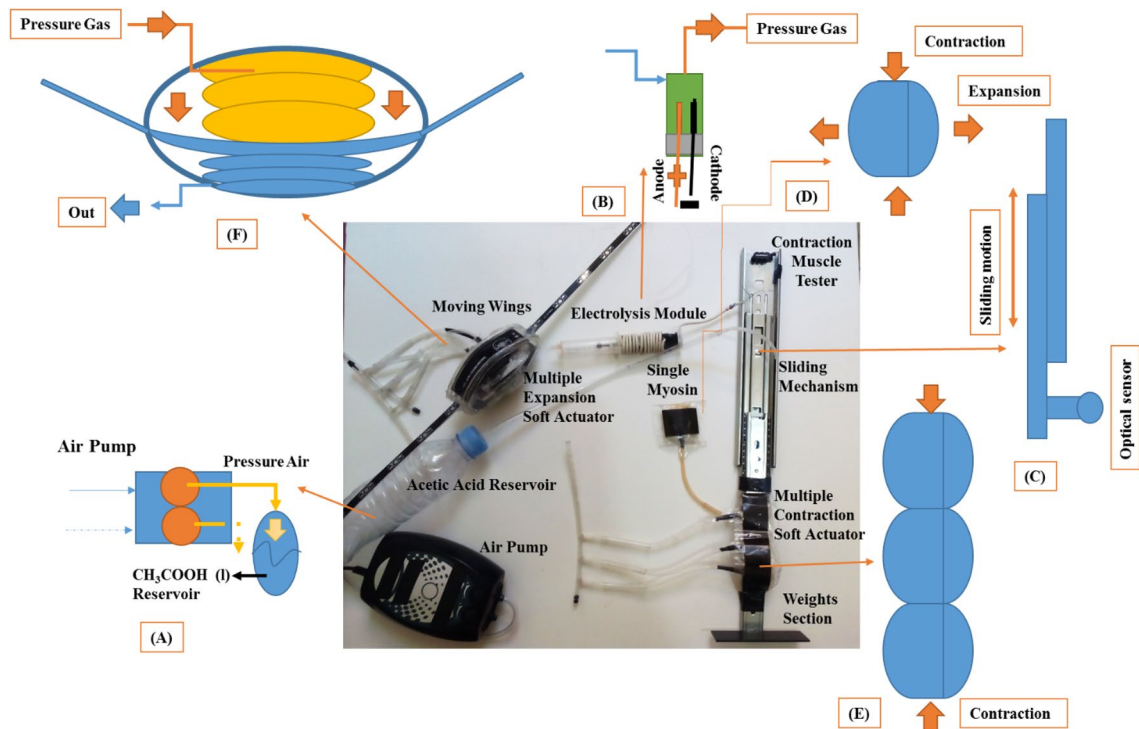 Pressure Gas
Out
(F)
Pressure Gas
Anode
Cathode
(B)
Contraction
Expansion
(D)
Sliding motion
Optical sensor
(C)
Contraction
Muscle
Tester
Moving Wings
Electrolysis Module
Multiple
Expansion
Soft Actuator
Single
Myosin
Sliding
Mechanism
Acetic Acid Reservoir
Air Pump
Multiple
Contraction
Soft Actuator
Weights
Section
Air Pump
Pressure Air
CH₃COOH (l)
Reservoir
(A)
(E)
Contraction